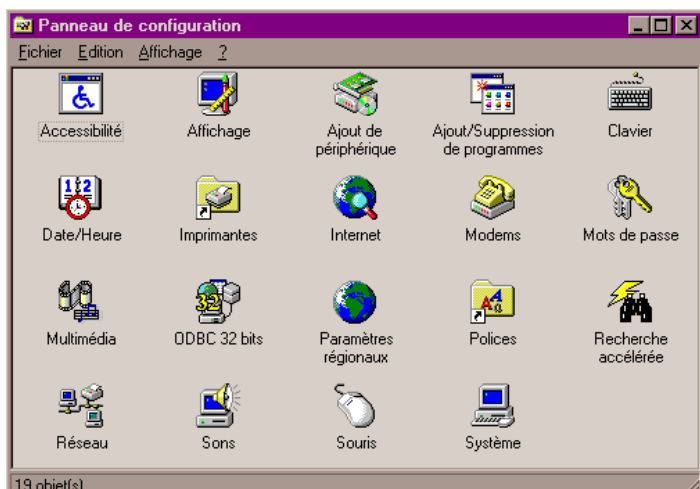 Panneau de configuration
Fichier Edition Affichage ?
Accessibilité Affichage Ajout de périphérique Ajout/Suppression de programmes Clavier
Date/Heure Imprimantes Internet Modems Mots de passe
Multimédia ODBC 32 bits Paramètres régionaux Polices Recherche accélérée
Réseau Sons Souris Système
19 objet(s)